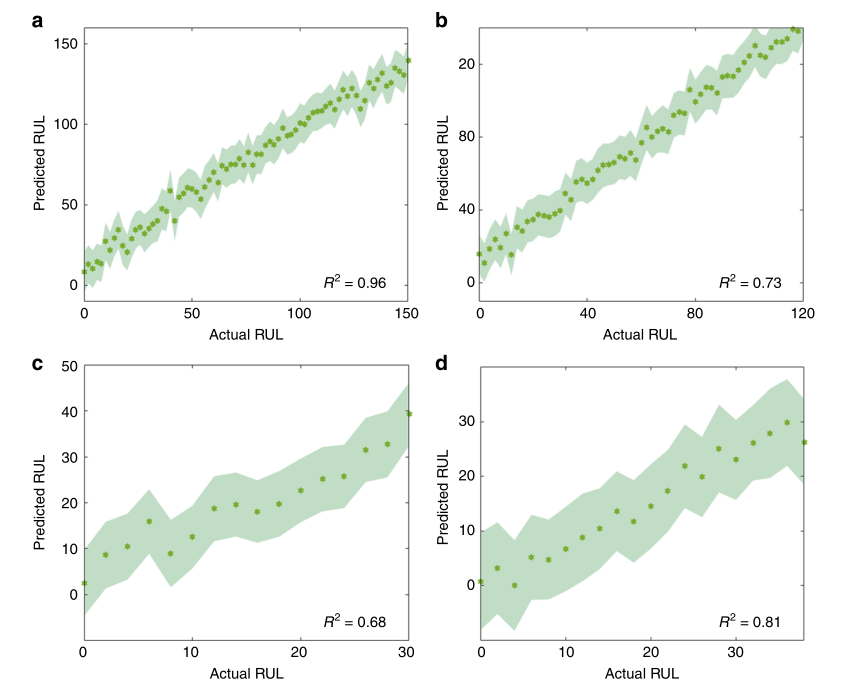 a
150
100
50
0
Predicted RUL
0
50
100
150
Actual RUL
R² = 0.96
b
20
80
40
0
Predicted RUL
0
40
80
120
Actual RUL
R² = 0.73
c
50
40
30
20
10
0
Predicted RUL
0
10
20
30
Actual RUL
R² = 0.68
d
30
20
10
0
Predicted RUL
0
10
20
30
Actual RUL
R² = 0.81